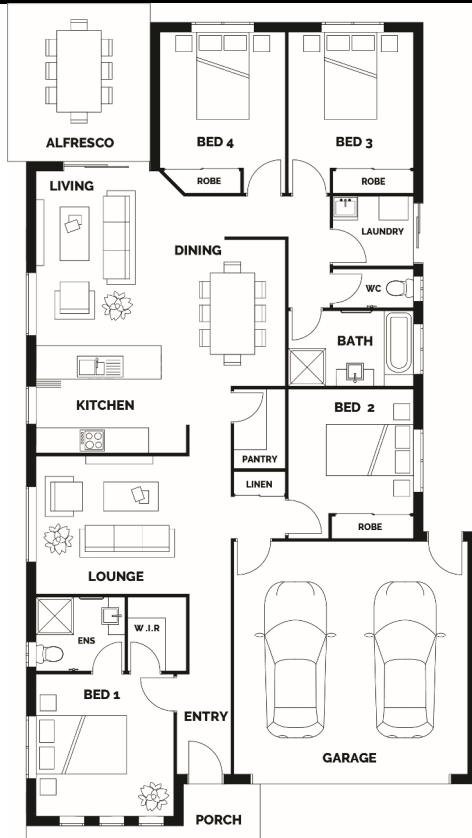 ALFRESCO
BED 4
BED 3
LIVING
ROBE
ROBE
LAUNDRY
DINING
WC
BATH
KITCHEN
BED 2
PANTRY
LINEN
ROBE
LOUNGE
ENS
W.I.R
BED 1
ENTRY
GARAGE
PORCH